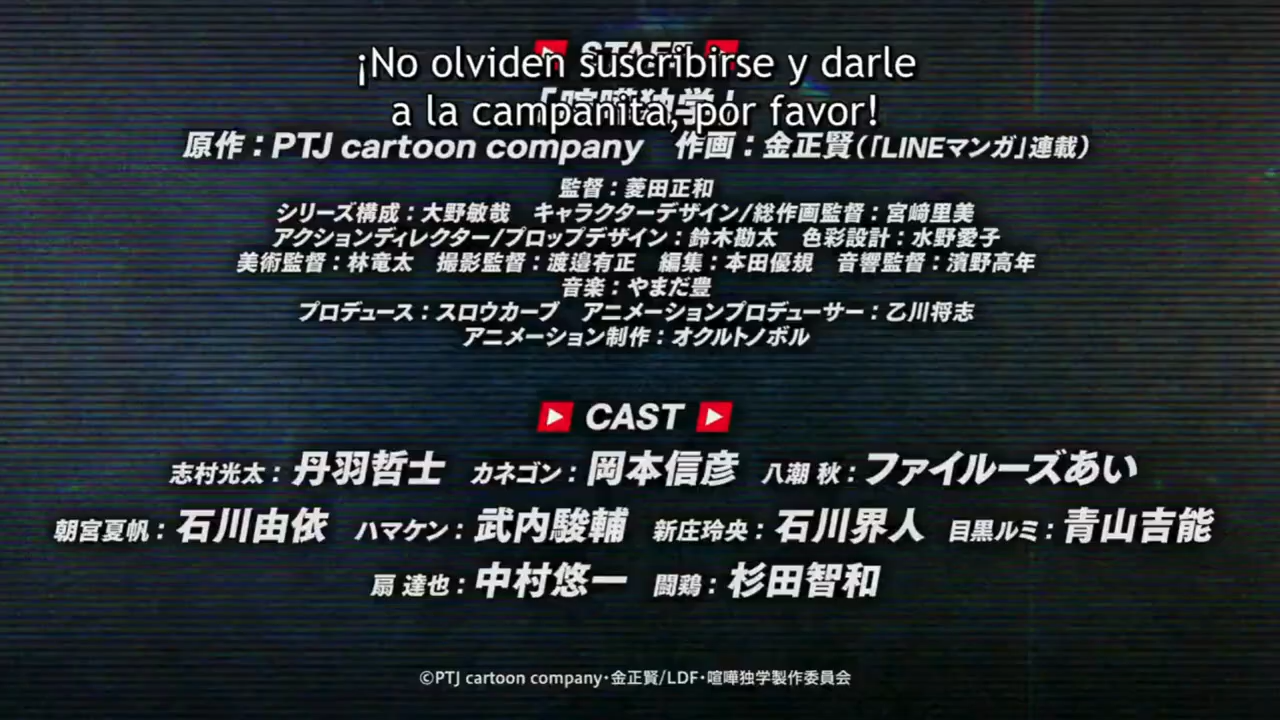 STAFF
¡No olviden suscribirse y darle
「喧嘩独学」
a la campanita, por favor!
原作：PTJ cartoon company　作画：金正賢（「LINEマンガ」連載）
監督：菱田正和
シリーズ構成：大野敏哉　キャラクターデザイン/総作画監督：宮﨑里美
アクションディレクター/プロップデザイン：鈴木勘太　色彩設計：水野愛子
美術監督：林竜太　撮影監督：渡邉有正　編集：本田優規　音響監督：濱野高年
音楽：やまだ豊
プロデュース：スロウカーブ　アニメーションプロデューサー：乙川将志
アニメーション制作：オクルトノボル
CAST
志村光太：丹羽哲士　カネゴン：岡本信彦　八潮 秋：ファイルーズあい
朝宮夏帆：石川由依　ハマケン：武内駿輔　新庄玲央：石川界人　目黒ルミ：青山吉能
扇 達也：中村悠一　闘鶏：杉田智和
©PTJ cartoon company・金正賢/LDF・喧嘩独学製作委員会